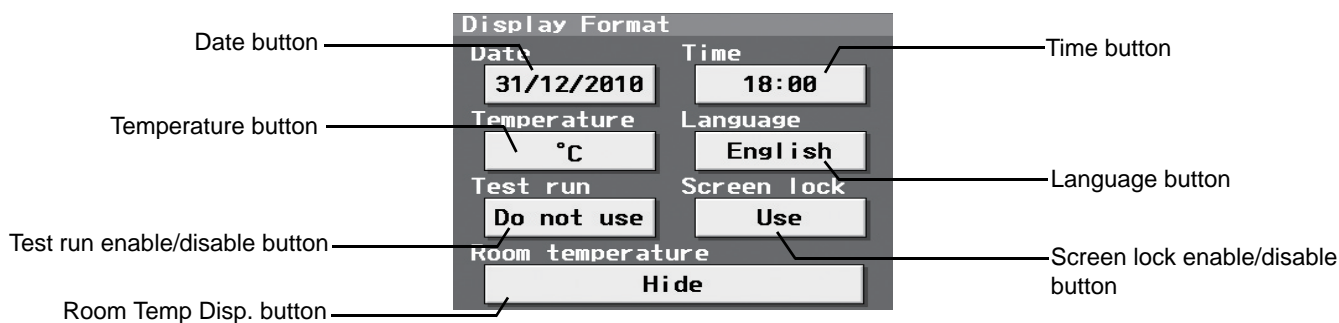 Display Format
Date button
Date
Time
Time button
31/12/2010
18:00
Temperature button
Temperature
Language
°C
English
Language button
Test run
Screen lock
Do not use
Use
Test run enable/disable button
Room temperature
Screen lock enable/disable
button
Hide
Room Temp Disp. button